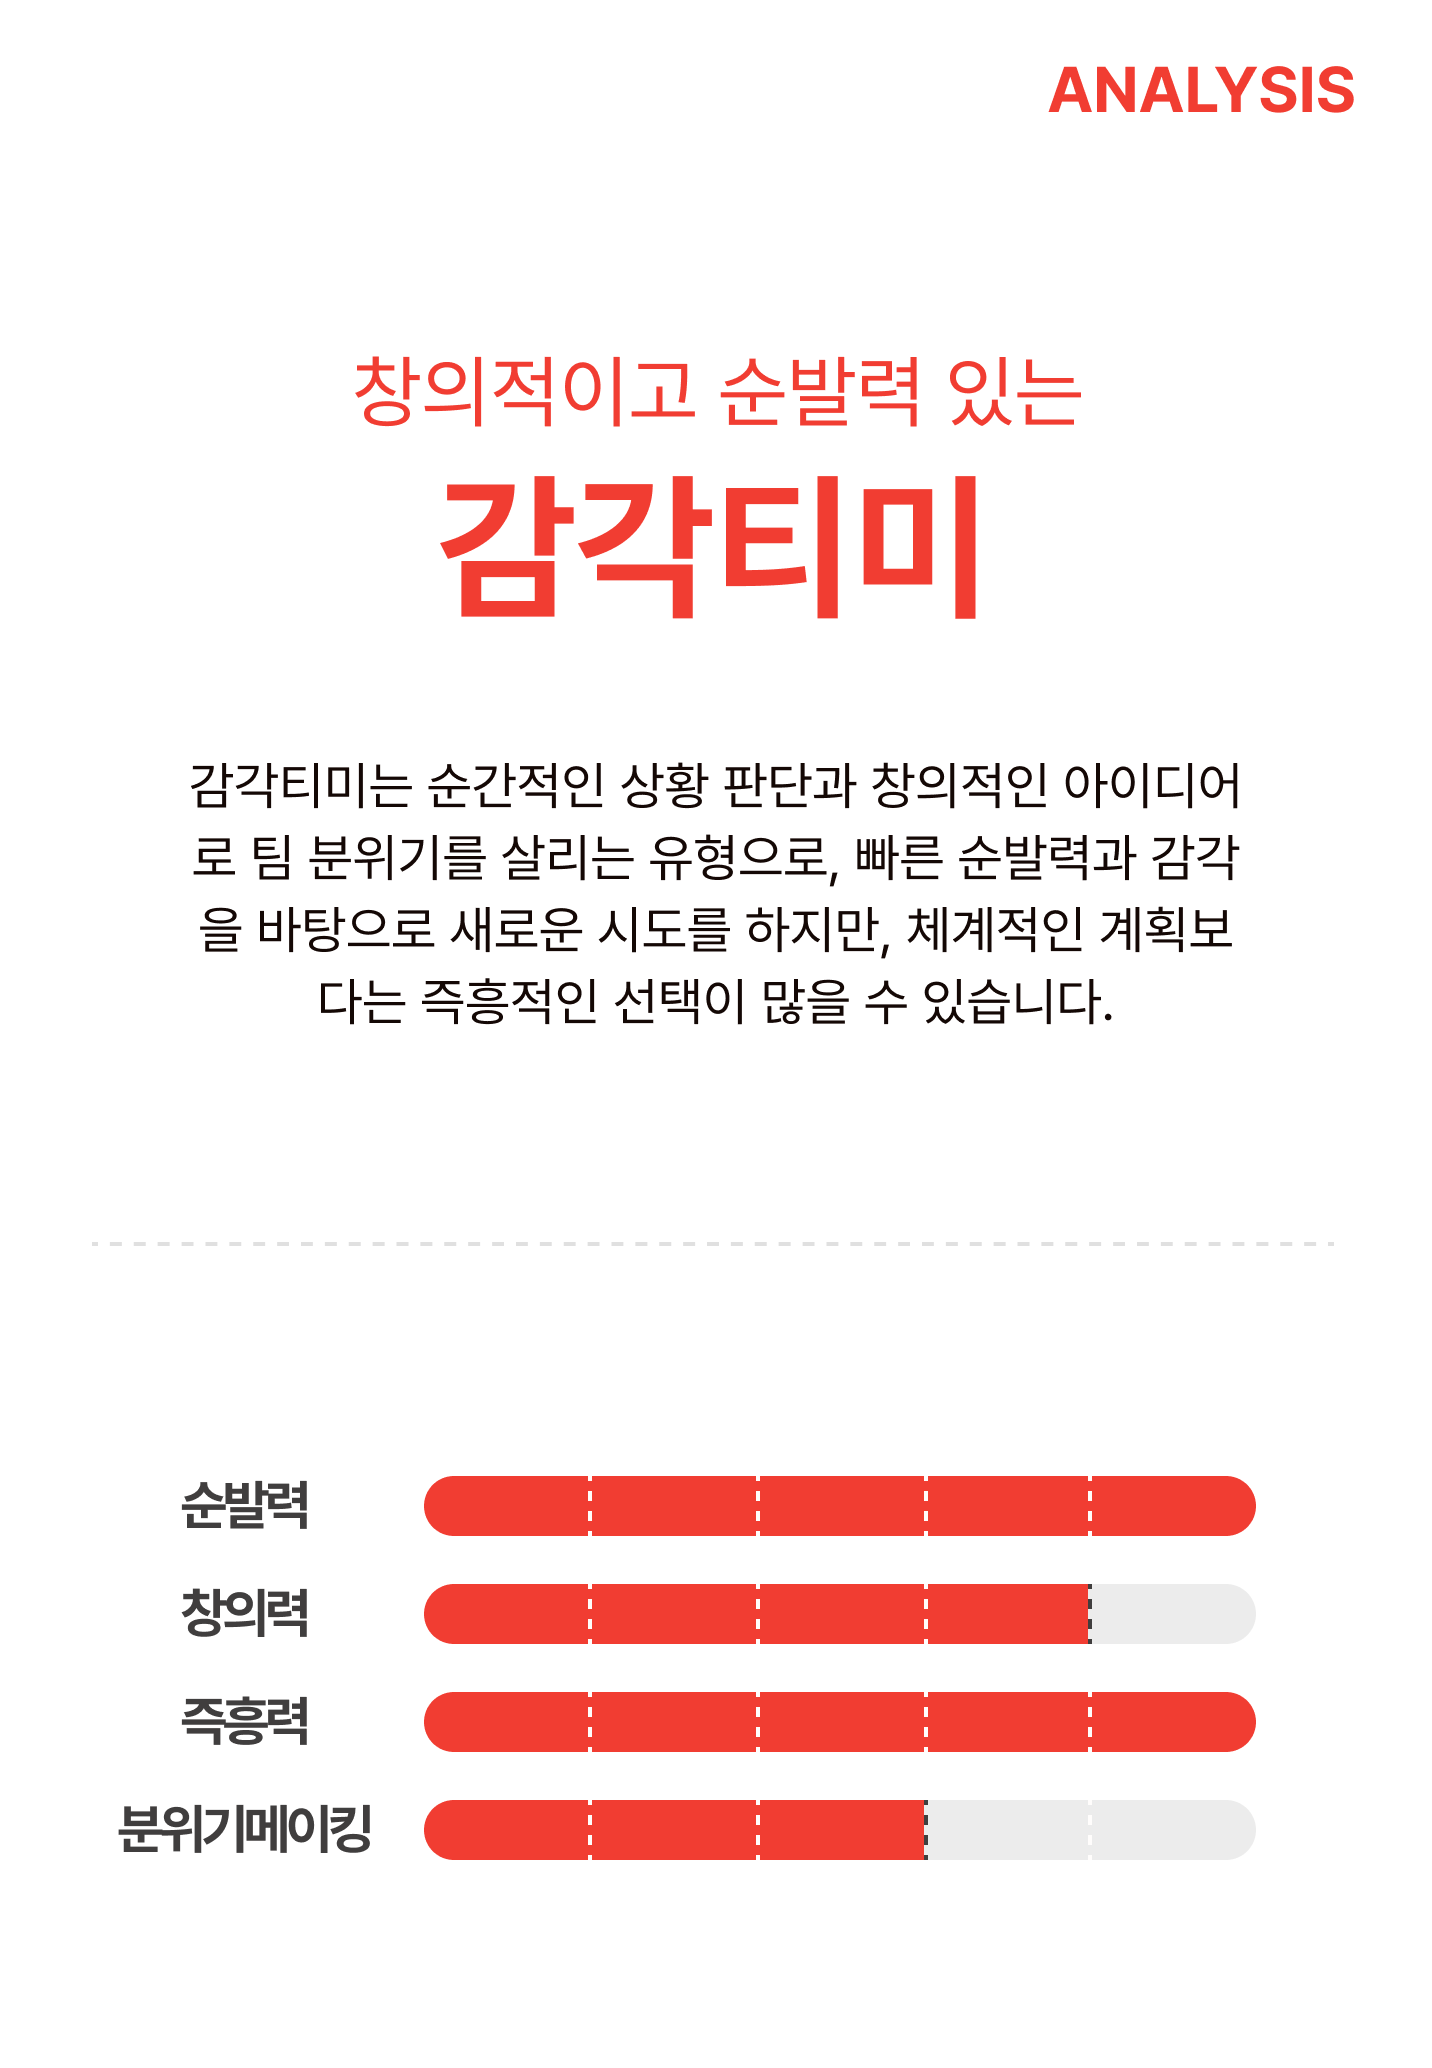 ANALYSIS
창의적이고 순발력 있는
감각티미
감각티미는 순간적인 상황 판단과 창의적인 아이디어
로 팀 분위기를 살리는 유형으로, 빠른 순발력과 감각
을 바탕으로 새로운 시도를 하지만, 체계적인 계획보
다는 즉흥적인 선택이 많을 수 있습니다.
순발력
창의력
즉흥력
분위기메이킹